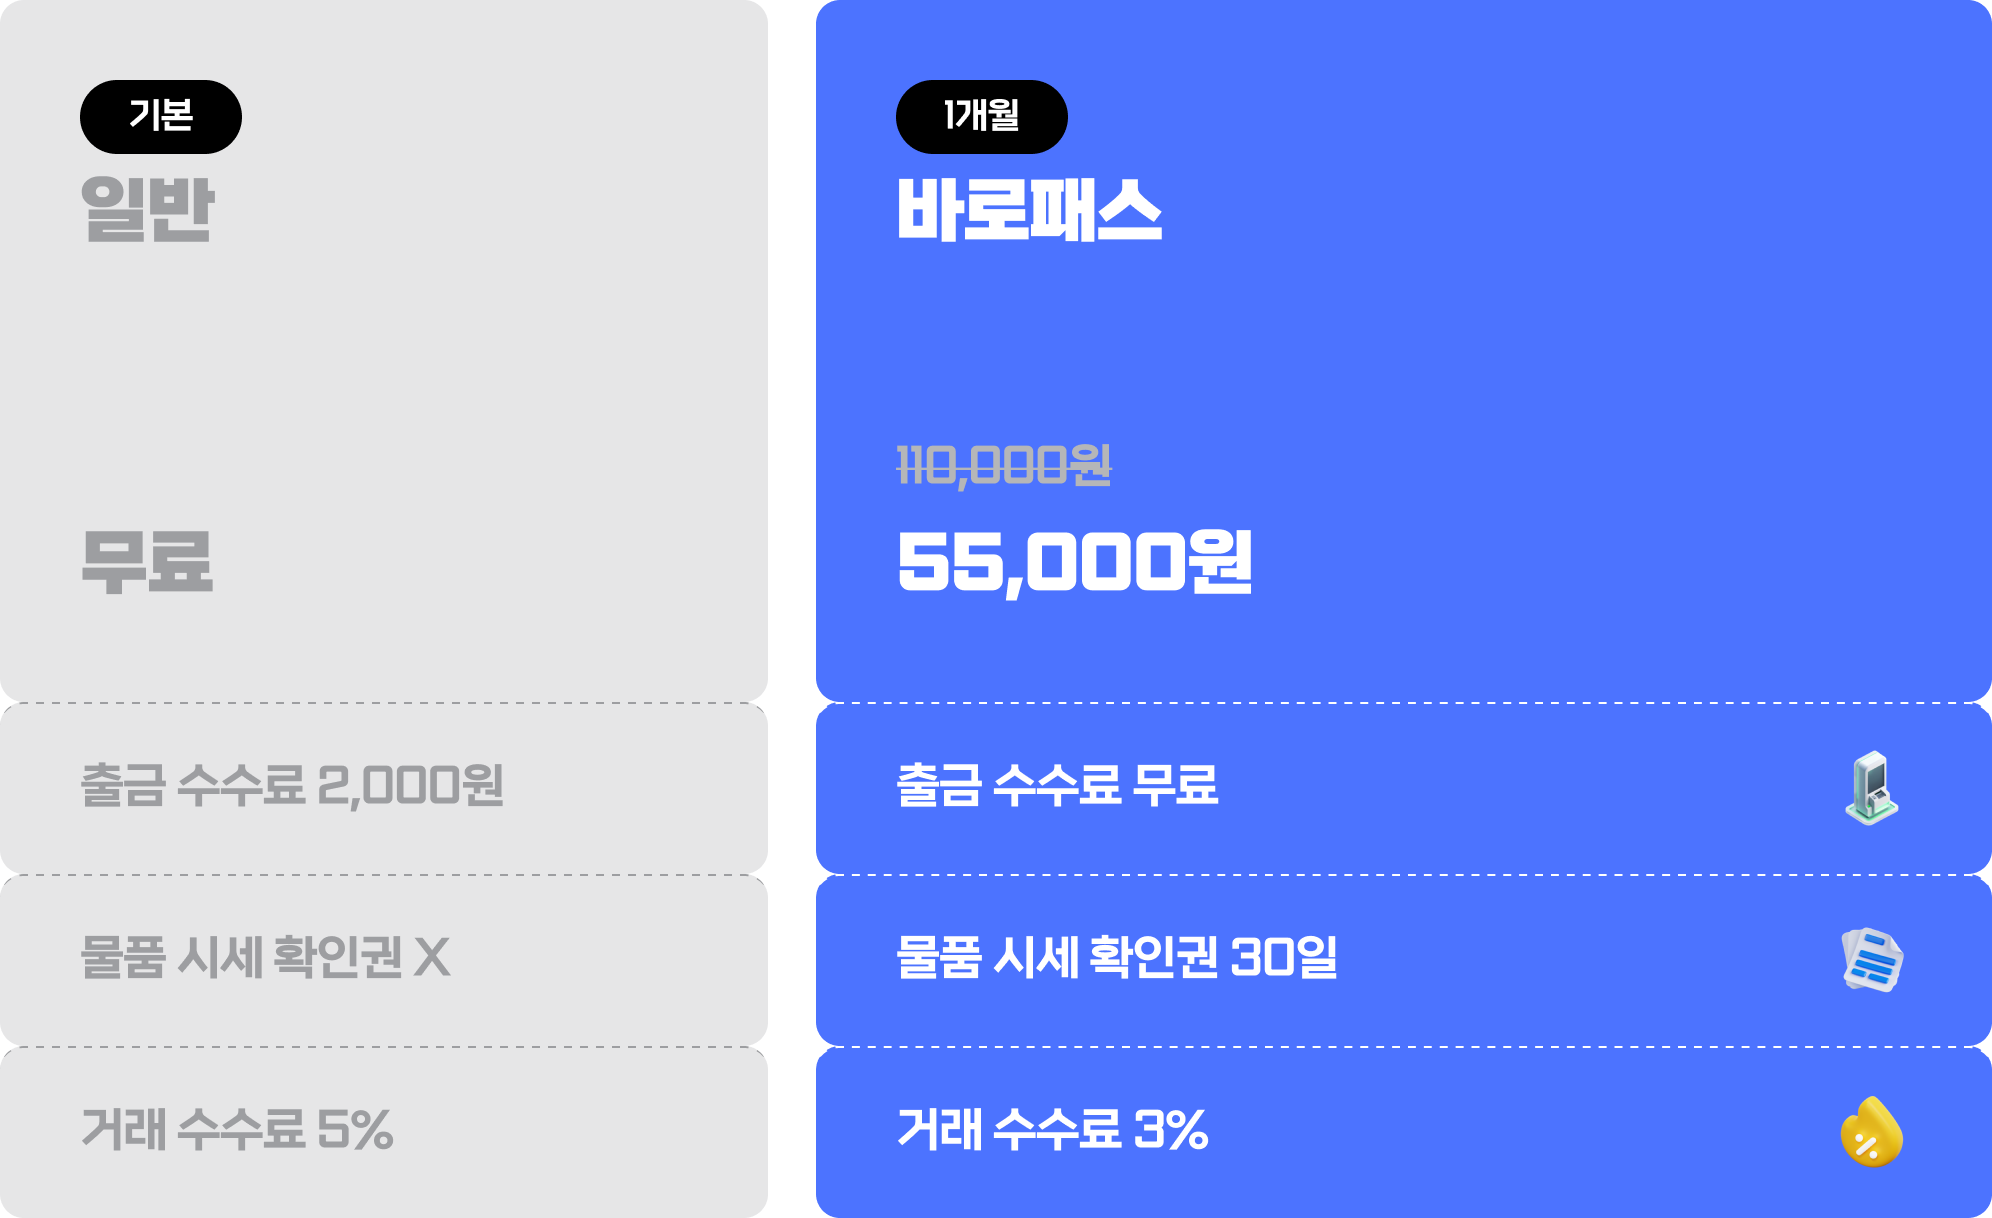 기본
일반
무료
출금 수수료 2,000원
물품 시세 확인권 X
거래 수수료 5%
1개월
바로패스
110,000원
55,000원
출금 수수료 무료
물품 시세 확인권 30일
거래 수수료 3%
%